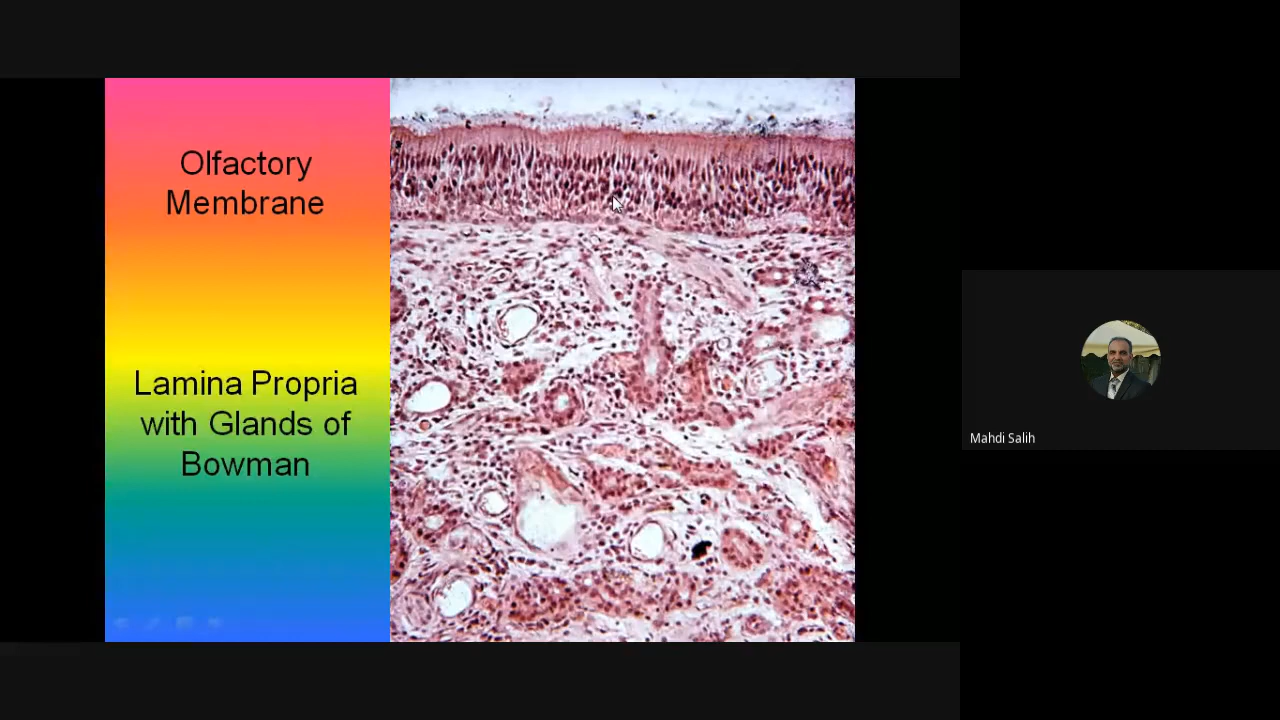 Olfactory
Membrane
Lamina Propria
with Glands of
Bowman
Mahdi Salih